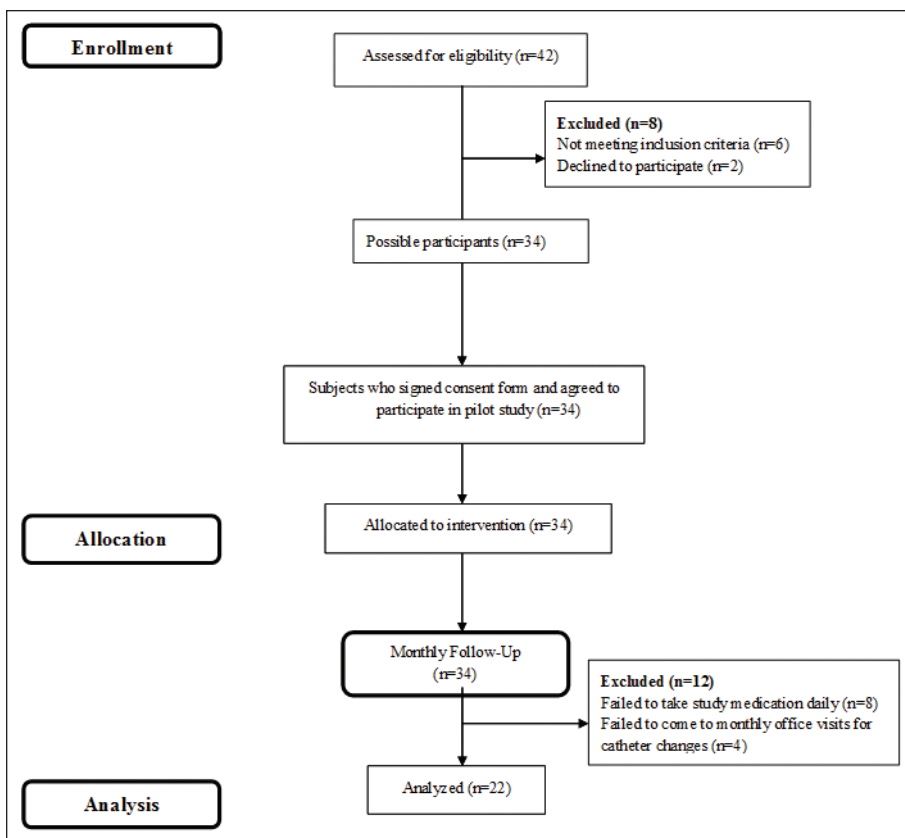 Enrollment
Assessed for eligibility (n=42)
Excluded (n=8)
Not meeting inclusion criteria (n=6)
Declined to participate (n=2)
Possible participants (n=34)
Subjects who signed consent form and agreed to
participate in pilot study (n=34)
Allocation
Allocated to intervention (n=34)
Monthly Follow-Up
(n=34)
Excluded (n=12)
Failed to take study medication daily (n=8)
Failed to come to monthly office visits for
catheter changes (n=4)
Analysis
Analyzed (n=22)